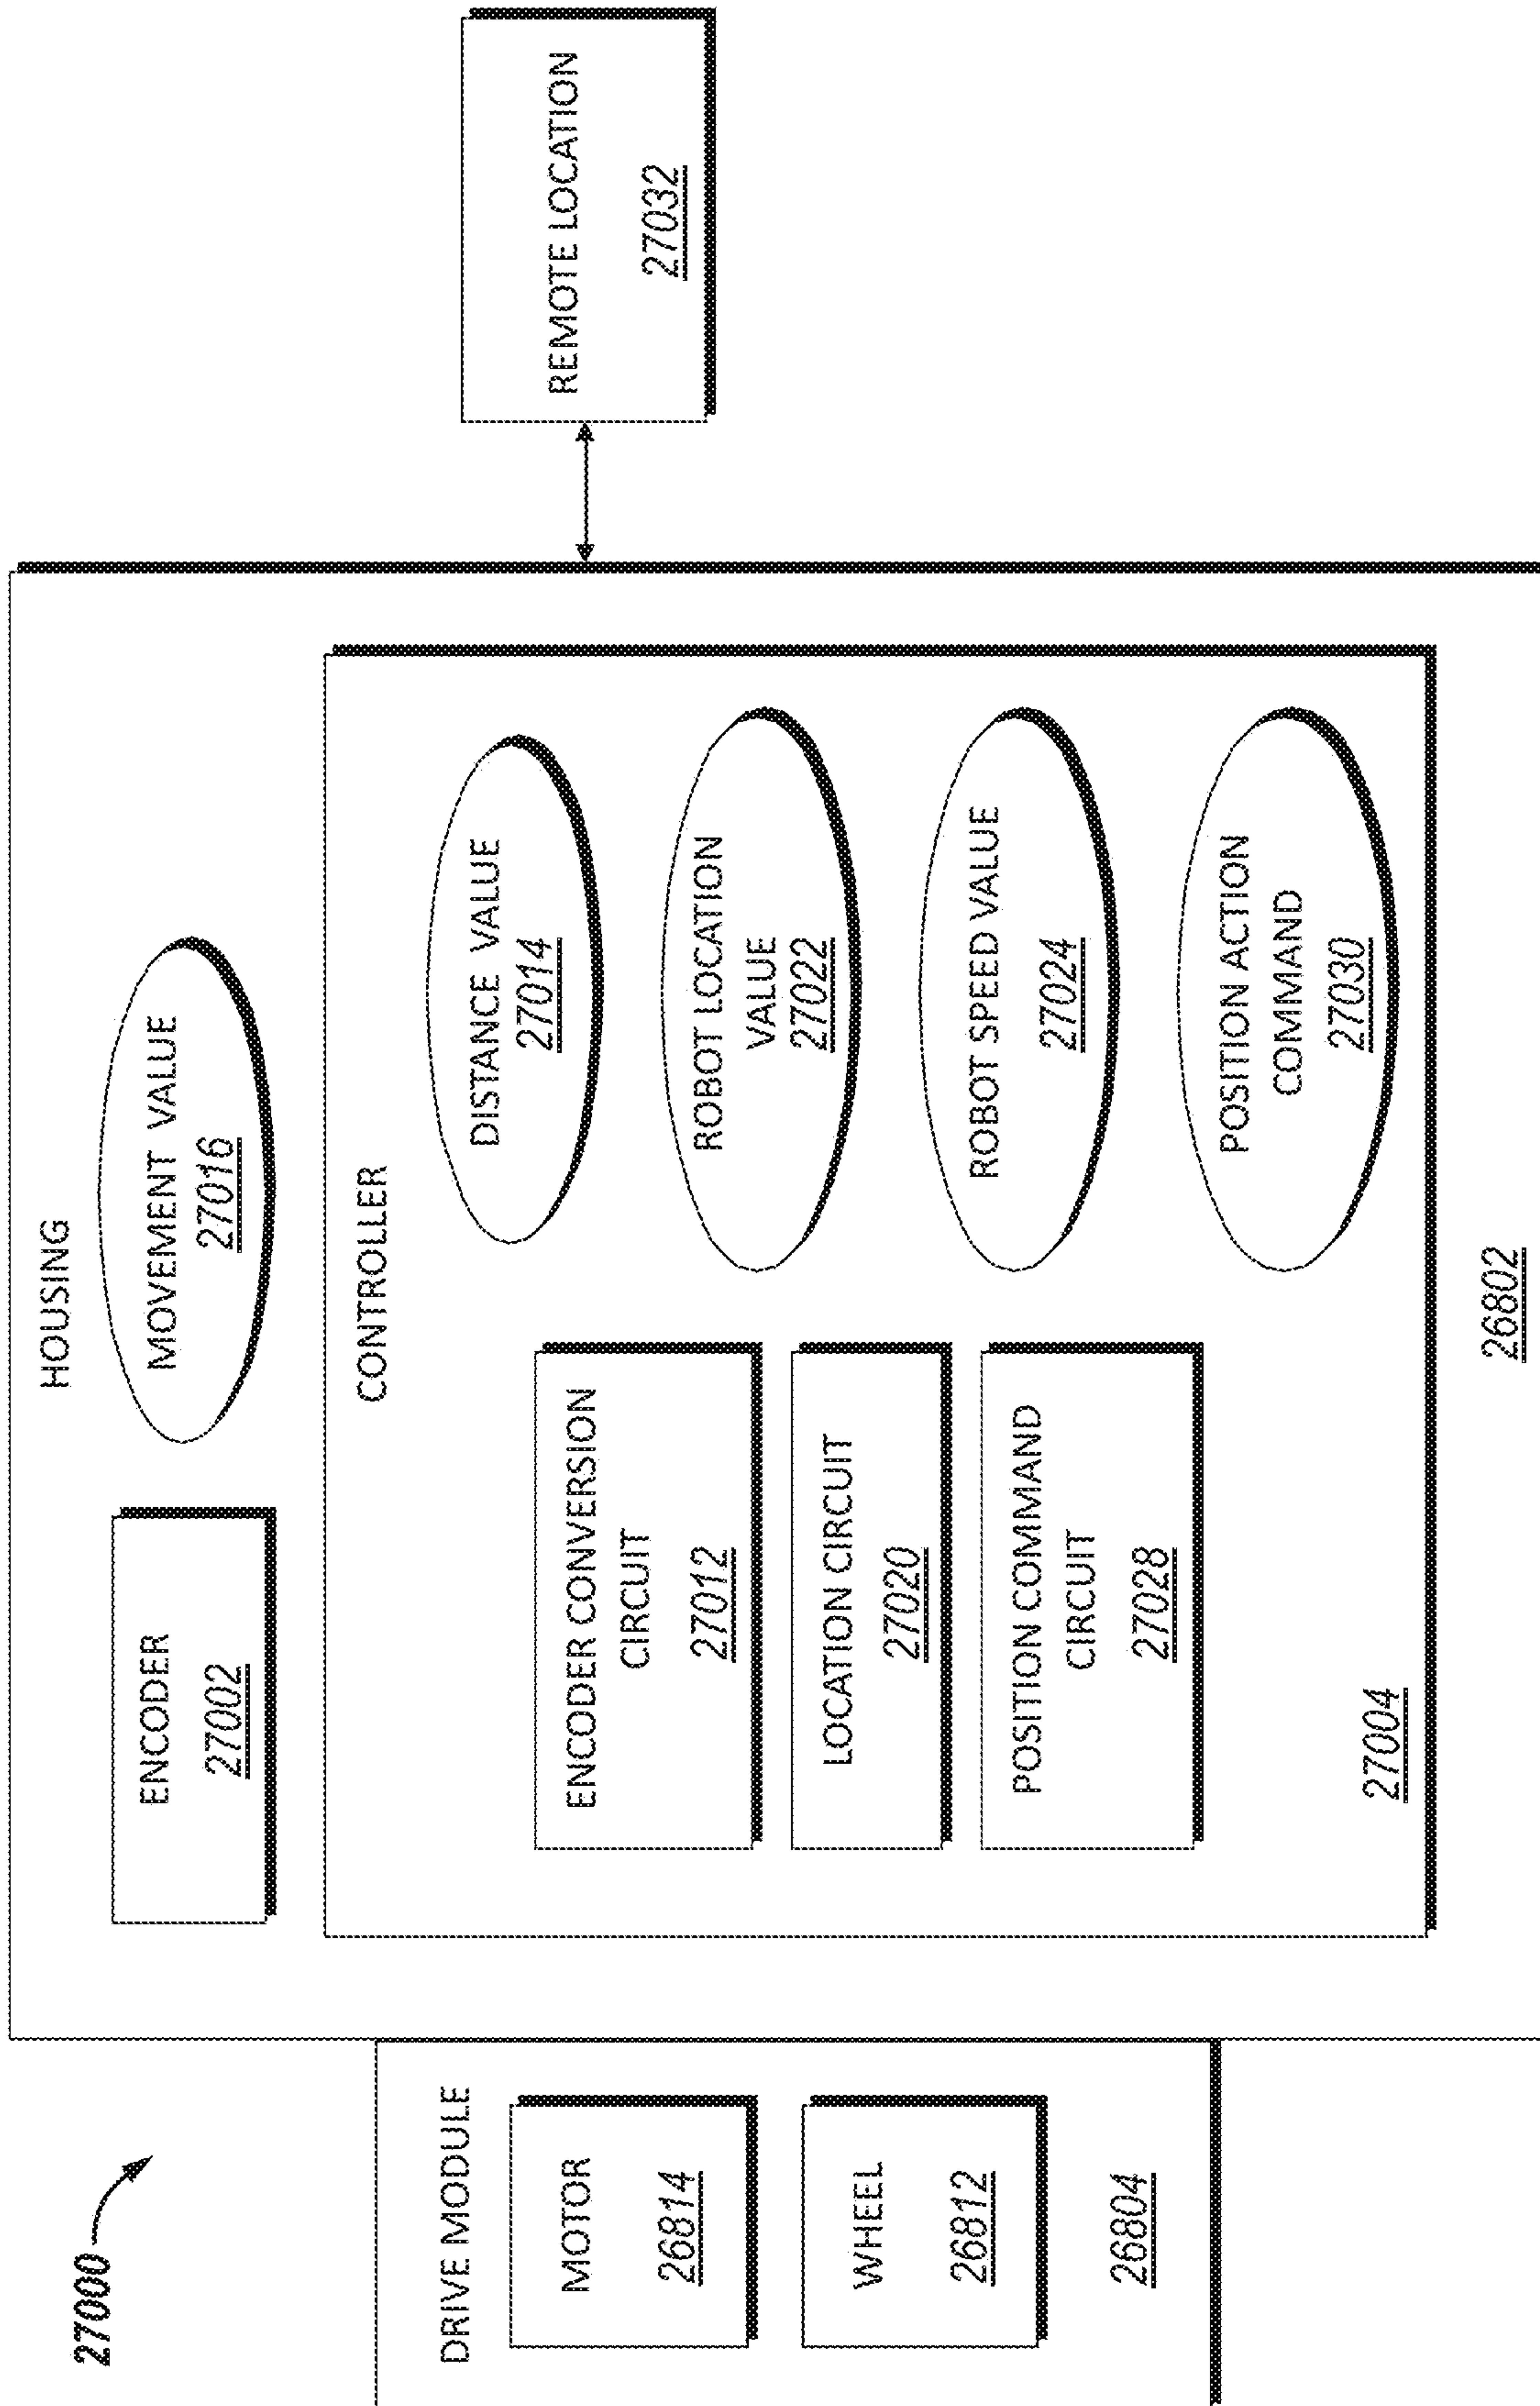 27000
DRIVE MODULE
MOTOR
26814
WHEEL
26812
26804
HOUSING
ENCODER
27002
MOVEMENT VALUE
27016
CONTROLLER
ENCODER CONVERSION
CIRCUIT
27012
LOCATION CIRCUIT
27020
POSITION COMMAND
CIRCUIT
27028
27004
DISTANCE VALUE
27014
ROBOT LOCATION
VALUE
27022
ROBOT SPEED VALUE
27024
POSITION ACTION
COMMAND
27030
26802
REMOTE LOCATION
27032